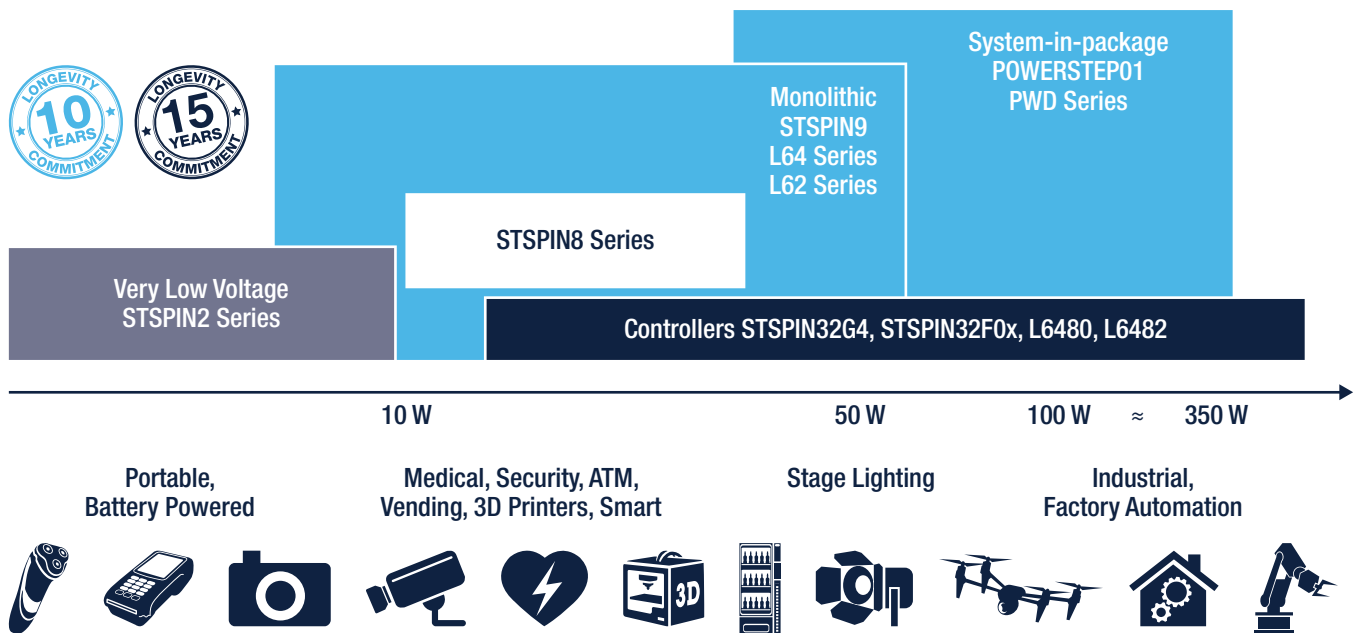 LONGEVITY
10
YEARS
COMMITMENT
LONGEVITY
15
YEARS
COMMITMENT
System-in-package
POWERSTEP01
PWD Series
Monolithic
STSPIN9
L64 Series
L62 Series
STSPIN8 Series
Very Low Voltage
STSPIN2 Series
Controllers STSPIN32G4, STSPIN32F0x, L6480, L6482
10 W
50 W
100 W ≈ 350 W
Portable,
Battery Powered
Medical, Security, ATM,
Vending, 3D Printers, Smart
Stage Lighting
Industrial,
Factory Automation
3D